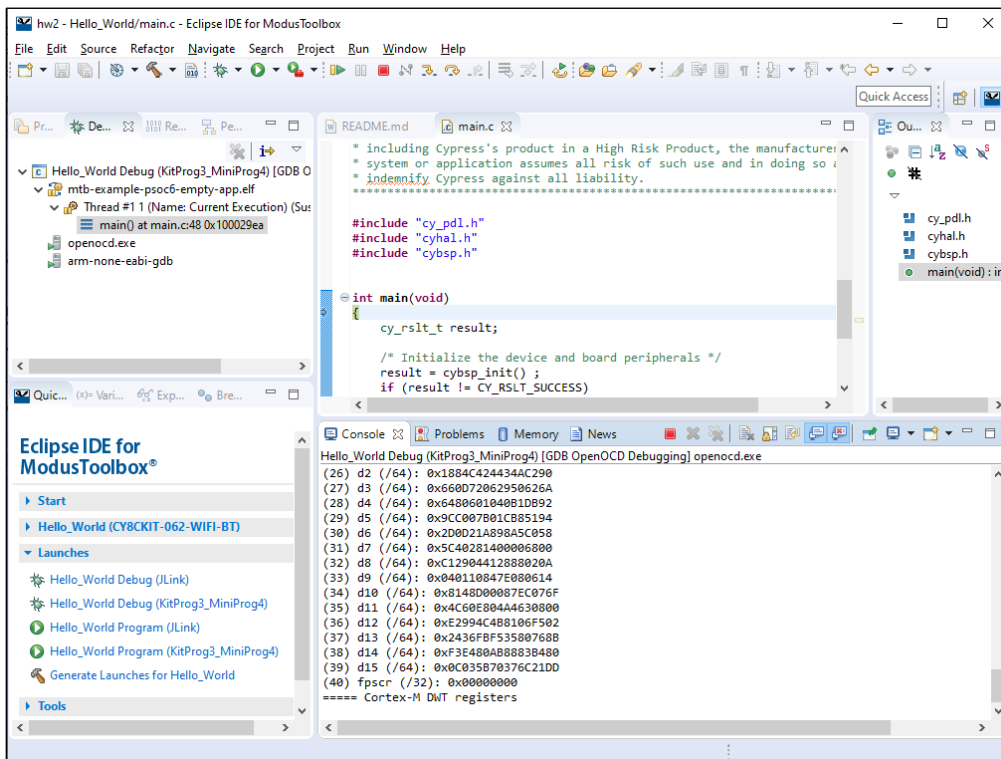 hw2 - Hello_World/main.c - Eclipse IDE for ModusToolbox
File Edit Source Refactor Navigate Search Project Run Window Help
Quick Access
Pr... De... Re... Pe...
Hello_World Debug (KitProg3_MiniProg4) [GDB O
mtb-example-psoc6-empty-app.elf
Thread #1 1 (Name: Current Execution) (Sus
main() at main.c:48 0x100029ea
openocd.exe
arm-none-eabi-gdb
README.md main.c
* including Cypress's product in a High Risk Product, the manufacturer
* system or application assumes all risk of such use and in doing so a
* indemnify Cypress against all liability.
*******************************************************************************
#include "cy_pdl.h"
#include "cyhal.h"
#include "cybsp.h"
int main(void)
{
cy_rslt_t result;
/* Initialize the device and board peripherals */
result = cybsp_init() ;
if (result != CY_RSLT_SUCCESS)
Ou...
cy_pdl.h
cyhal.h
cybsp.h
main(void) : in
Quic... (x)= Vari... Exp... Bre...
Eclipse IDE for
ModusToolbox®
Start
Hello_World (CY8CKIT-062-WIFI-BT)
Launches
Hello_World Debug (JLink)
Hello_World Debug (KitProg3_MiniProg4)
Hello_World Program (JLink)
Hello_World Program (KitProg3_MiniProg4)
Generate Launches for Hello_World
Tools
Console Problems Memory News
Hello_World Debug (KitProg3_MiniProg4) [GDB OpenOCD Debugging] openocd.exe
(26) d2 (/64): 0x1884C424434AC290
(27) d3 (/64): 0x660D72062950626A
(28) d4 (/64): 0x6480601040B1DB92
(29) d5 (/64): 0x9CC007B01CB85194
(30) d6 (/64): 0x2D0D21A898A5C058
(31) d7 (/64): 0x5C40281400006800
(32) d8 (/64): 0xC12904412888020A
(33) d9 (/64): 0x040110847E080614
(34) d10 (/64): 0x8148D00087EC076F
(35) d11 (/64): 0x4C60E804A4630800
(36) d12 (/64): 0xE2994C4B8106F502
(37) d13 (/64): 0x2436FBF53580768B
(38) d14 (/64): 0xF3E480AB8883B480
(39) d15 (/64): 0x0C035B70376C21DD
(40) fpscr (/32): 0x00000000
===== Cortex-M DWT registers